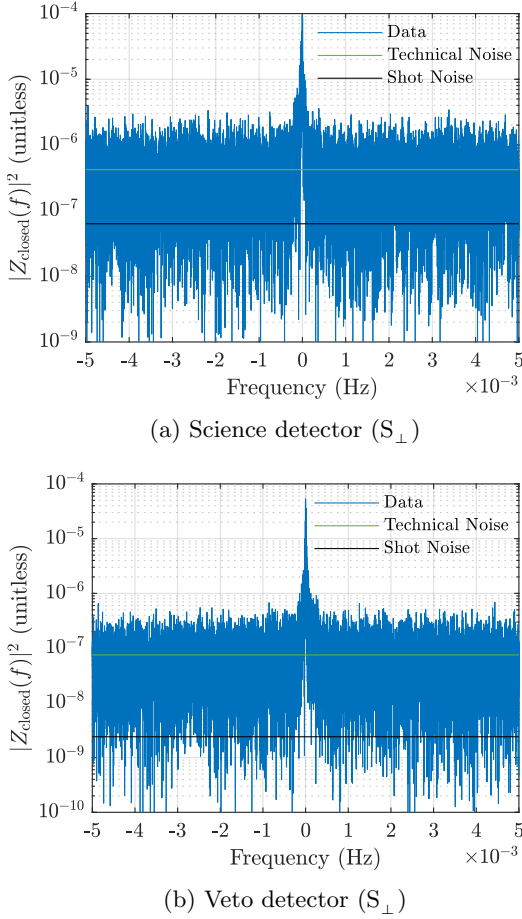 10^-4
Data
Technical Noise
Shot Noise
10^-5
10^-6
10^-7
10^-8
10^-9
|Z_closed(f)|^2 (unitless)
-5 -4 -3 -2 -1 0 1 2 3 4 5
Frequency (Hz) ×10^-3
(a) Science detector (S_⊥)
10^-4
Data
Technical Noise
Shot Noise
10^-5
10^-6
10^-7
10^-8
10^-9
10^-10
|Z_closed(f)|^2 (unitless)
-5 -4 -3 -2 -1 0 1 2 3 4 5
Frequency (Hz) ×10^-3
(b) Veto detector (S_⊥)